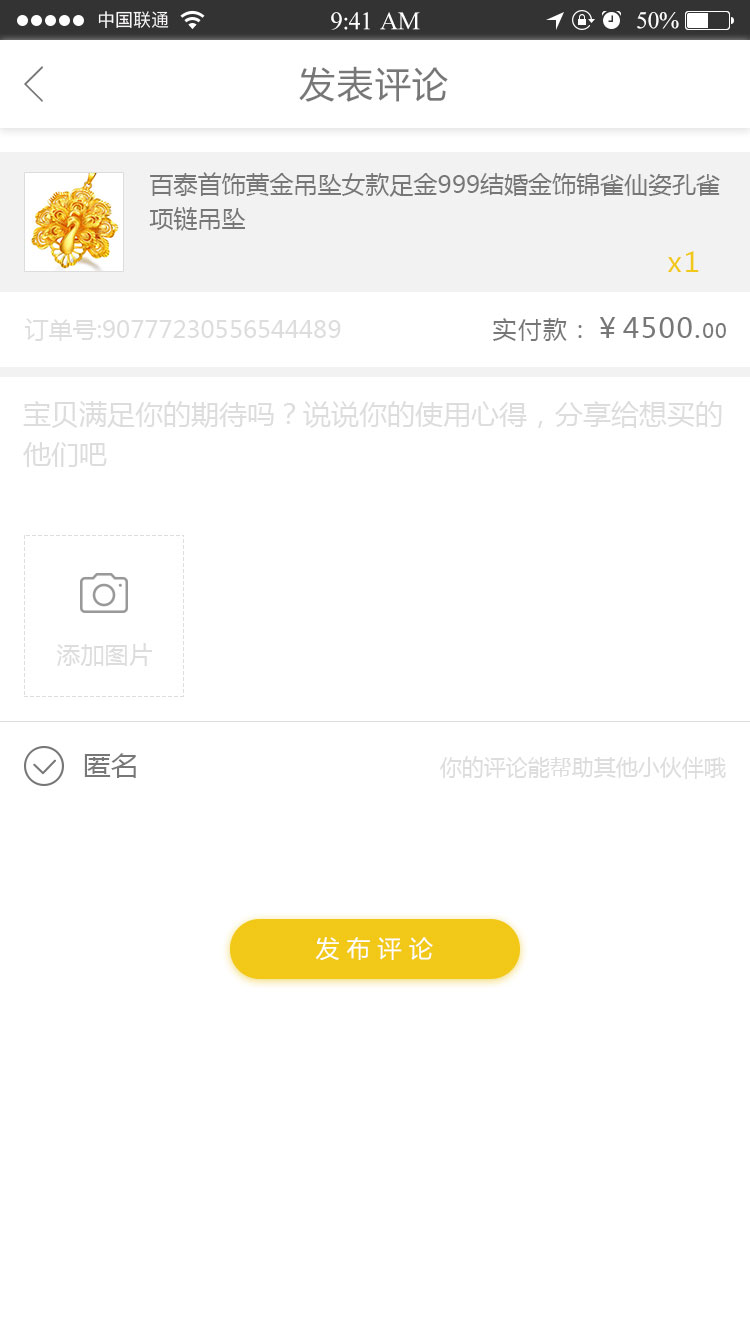 中国联通 9:41 AM 50%
发表评论
百泰首饰黄金吊坠女款足金999结婚金饰锦雀仙姿孔雀
项链吊坠
x1
订单号:90777230556544489 实付款：￥4500.00
宝贝满足你的期待吗？说说你的使用心得，分享给想买的
他们吧
添加图片
匿名 你的评论能帮助其他小伙伴哦
发布评论